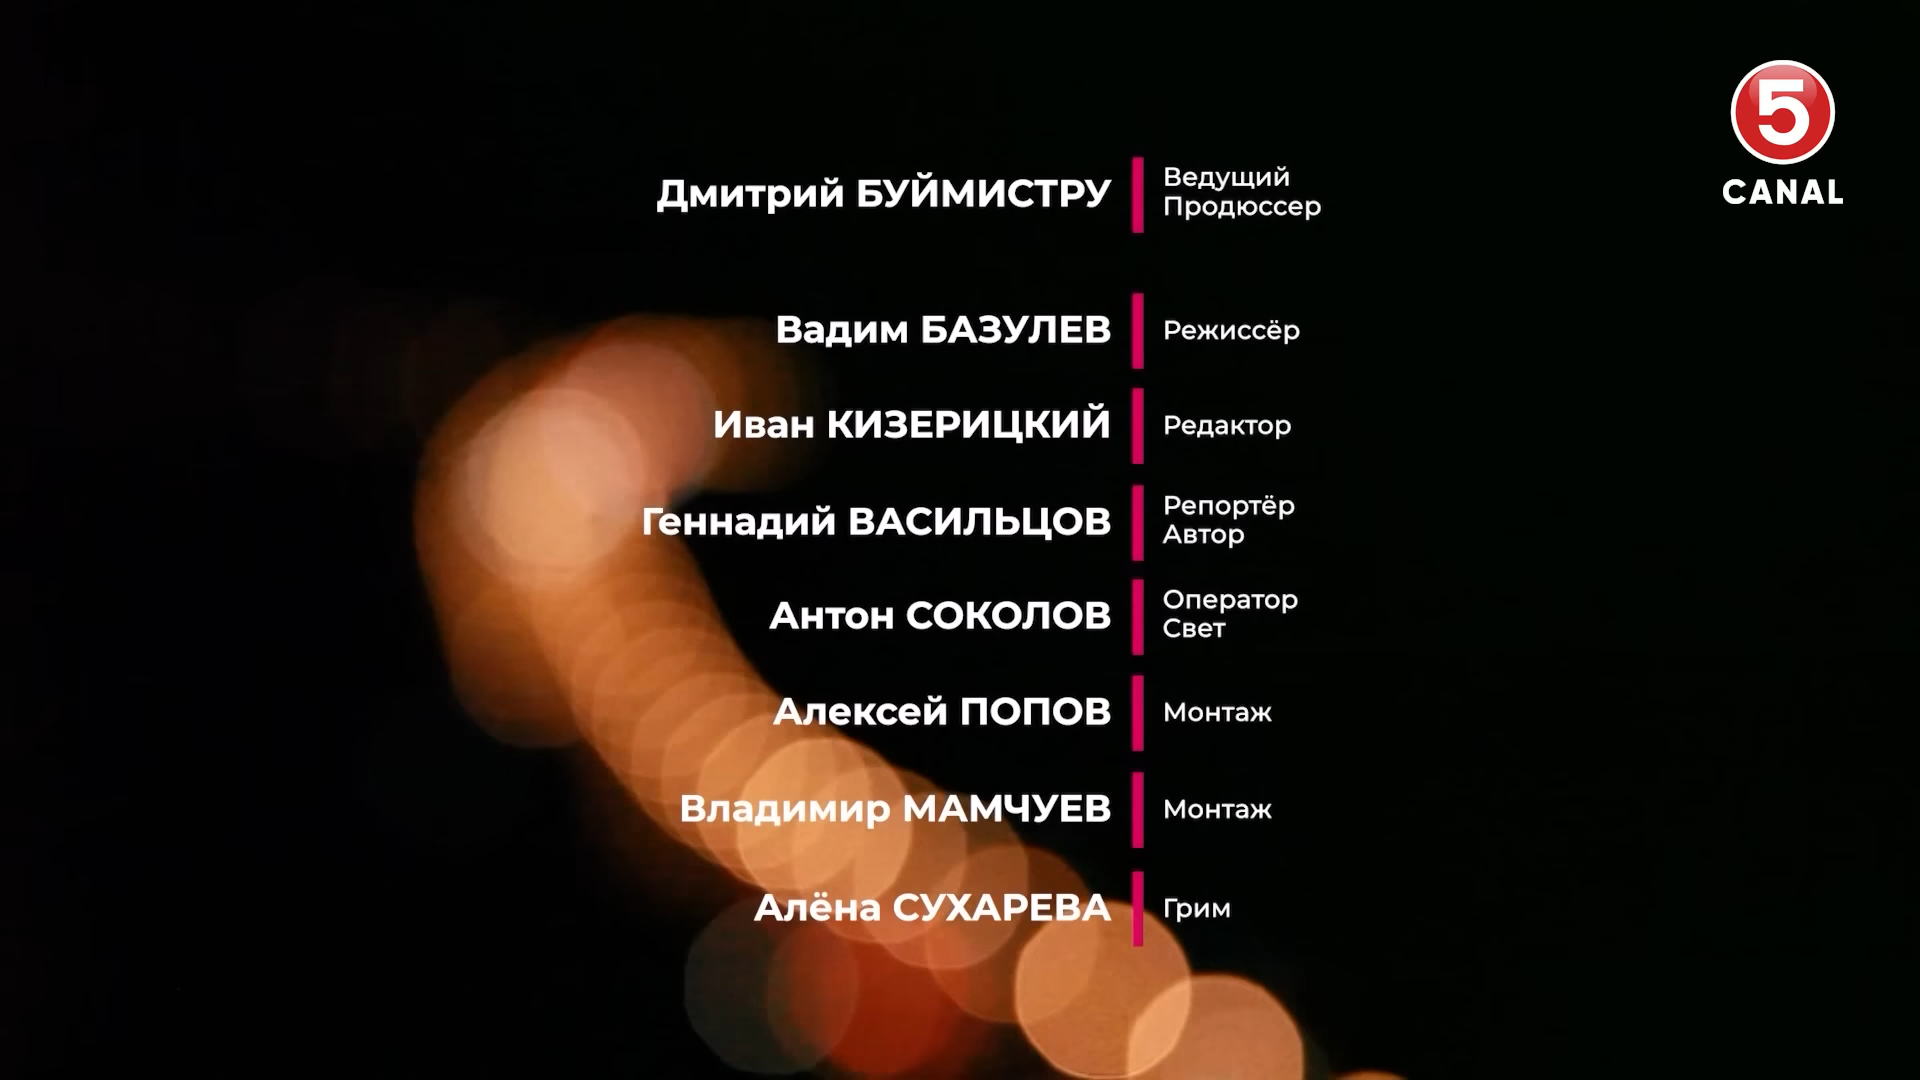 5
CANAL
Дмитрий БУЙМИСТРУ
Ведущий
Продюссер
Вадим БАЗУЛЕВ
Режиссёр
Иван КИЗЕРИЦКИЙ
Редактор
Геннадий ВАСИЛЬЦОВ
Репортёр
Автор
Антон СОКОЛОВ
Оператор
Свет
Алексей ПОПОВ
Монтаж
Владимир МАМЧУЕВ
Монтаж
Алёна СУХАРЕВА
Грим